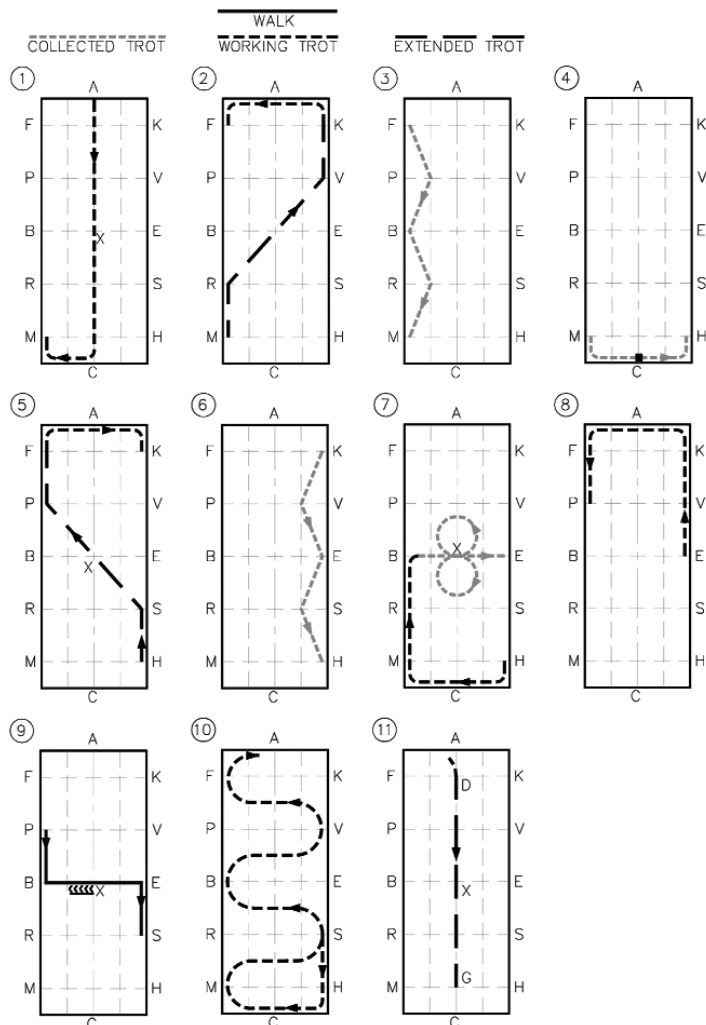 WALK
COLLECTED TROT
WORKING TROT
EXTENDED TROT
1
A
F K
P V
B E
X
R S
M H
C
2
A
F K
P V
B E
R S
M H
C
3
A
F K
P V
B E
R S
M H
C
4
A
F K
P V
B E
R S
M H
C
5
A
F K
P V
B E
X
R S
M H
C
6
A
F K
P V
B E
R S
M H
C
7
A
F K
P V
X
B E
R S
M H
C
8
A
F K
P V
B E
R S
M H
C
9
A
F K
P V
B E
X
R S
M H
C
10
A
F K
P V
B E
R S
M H
C
11
A
F K
D
P V
B E
X
R S
G
M H
C